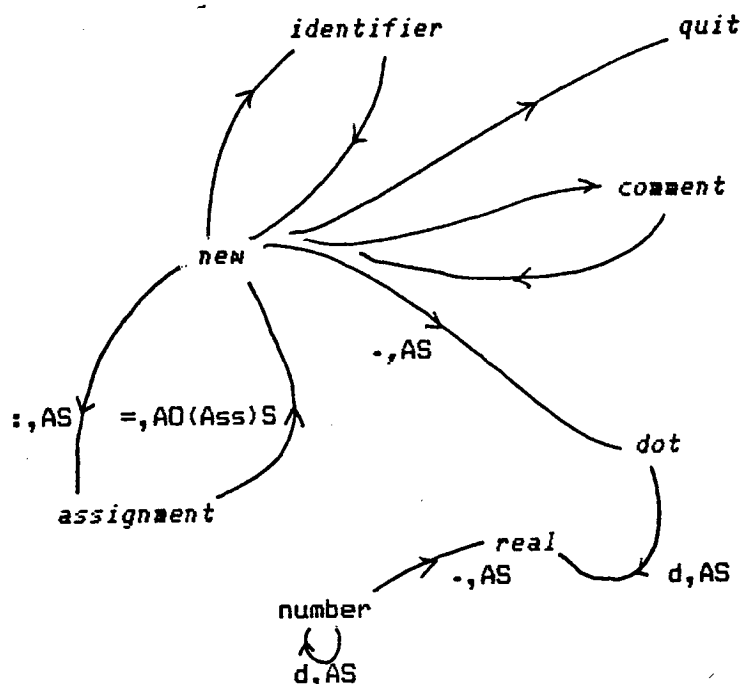 identifier
quit
comment
new
.,AS
:,AS
=,AO(Ass)S
dot
assignment
real
.,AS
d,AS
number
d,AS